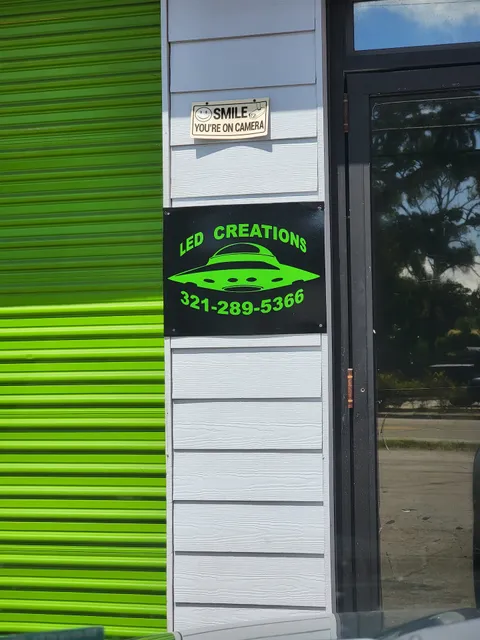 SMILE
YOU'RE ON CAMERA
LED CREATIONS
321-289-5366